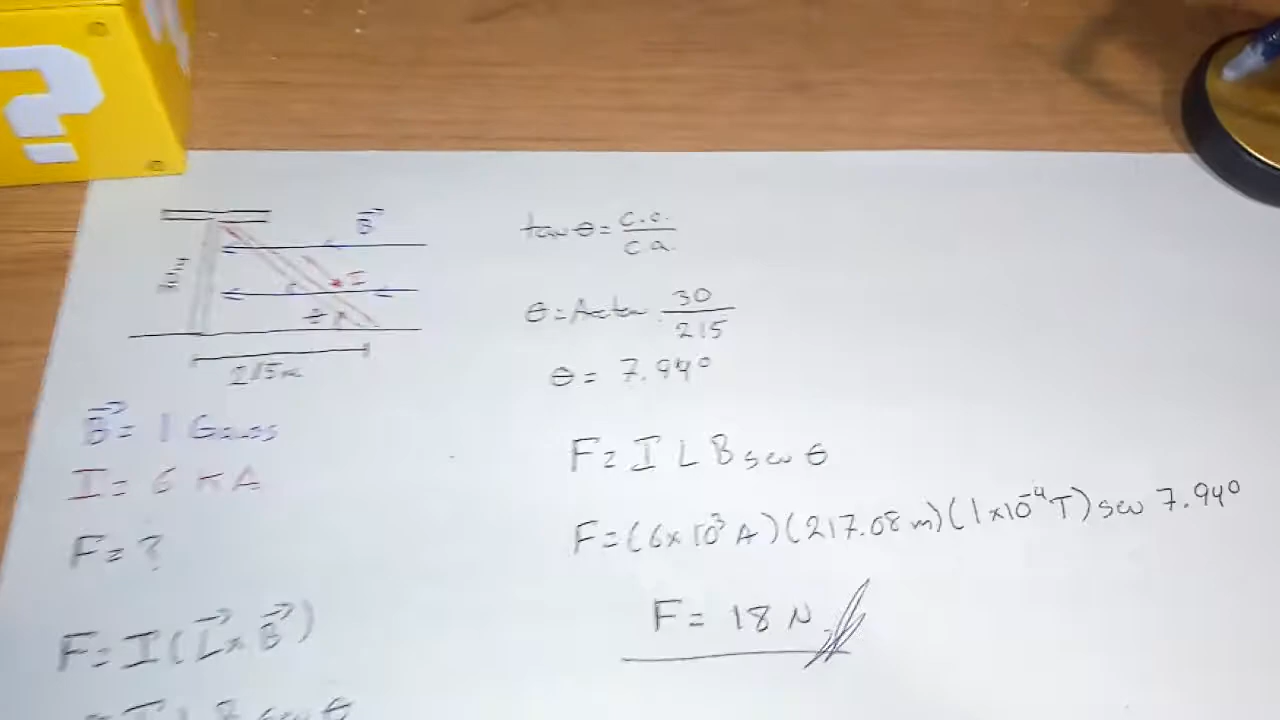 ?
B
tan θ = c.o. / c a
30m
I
θ
θ = Arctan 30 / 215
215m
θ = 7.94°
B = 1 Gauss
I = 6 KA
F = ?
F = I ( L x B )
F = I L B sen θ
F = (6x10³ A) (217.08 m) (1x10⁻⁴ T) sen 7.94°
F = 18 N